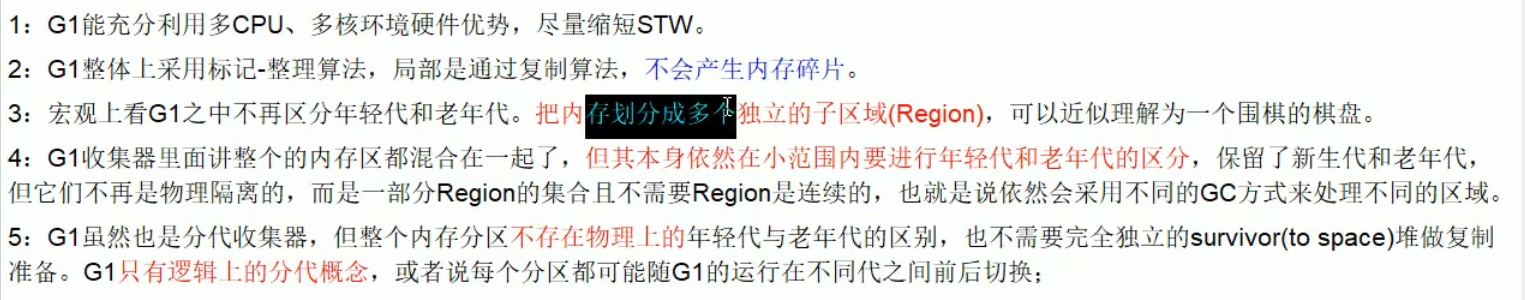 1：G1能充分利用多CPU、多核环境硬件优势，尽量缩短STW。
2：G1整体上采用标记-整理算法，局部是通过复制算法，不会产生内存碎片。
3：宏观上看G1之中不再区分年轻代和老年代。把内存划分成多个独立的子区域(Region)，可以近似理解为一个围棋的棋盘。
4：G1收集器里面讲整个的内存区都混合在一起了，但其本身依然在小范围内要进行年轻代和老年代的区分，保留了新生代和老年代，
但它们不再是物理隔离的，而是一部分Region的集合且不需要Region是连续的，也就是说依然会采用不同的GC方式来处理不同的区域。
5：G1虽然也是分代收集器，但整个内存分区不存在物理上的年轻代与老年代的区别，也不需要完全独立的survivor(to space)堆做复制
准备。G1只有逻辑上的分代概念，或者说每个分区都可能随G1的运行在不同代之间前后切换；